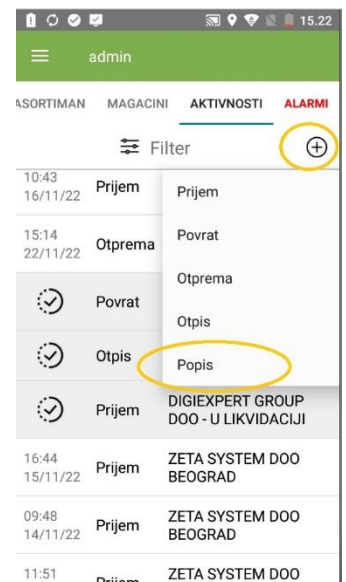 15.22
admin
ASORTIMAN MAGACINI AKTIVNOSTI ALARMI
Filter
10:43
16/11/22
Prijem
15:14
22/11/22
Otprema
Povrat
Otpis
Prijem
DIGIEXPERT GROUP
DOO - U LIKVIDACIJI
Prijem
Povrat
Otprema
Otpis
Popis
16:44
15/11/22
Prijem
ZETA SYSTEM DOO
BEOGRAD
09:48
14/11/22
Prijem
ZETA SYSTEM DOO
BEOGRAD
11:51
Prijem
ZETA SYSTEM DOO